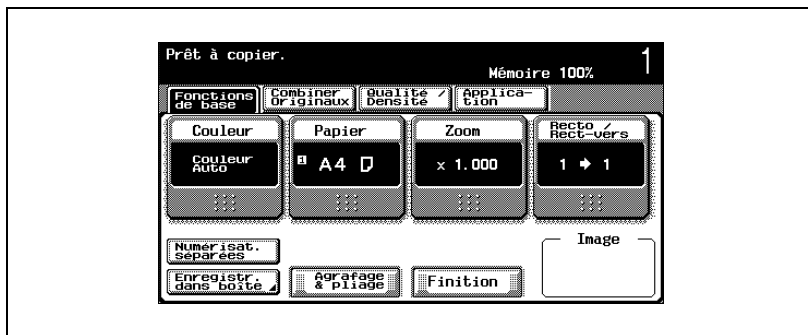 Prêt à copier.
Mémoire 100%
1
Fonctions de base
Combiner Originaux
Qualité / Densité
Applica- tion
Couleur
Papier
Zoom
Recto / Rect-vers
Couleur Auto
1 A4
x 1.000
1 ➔ 1
Numérisat. séparées
Image
Enregistr. dans boîte
Agrafage & pliage
Finition